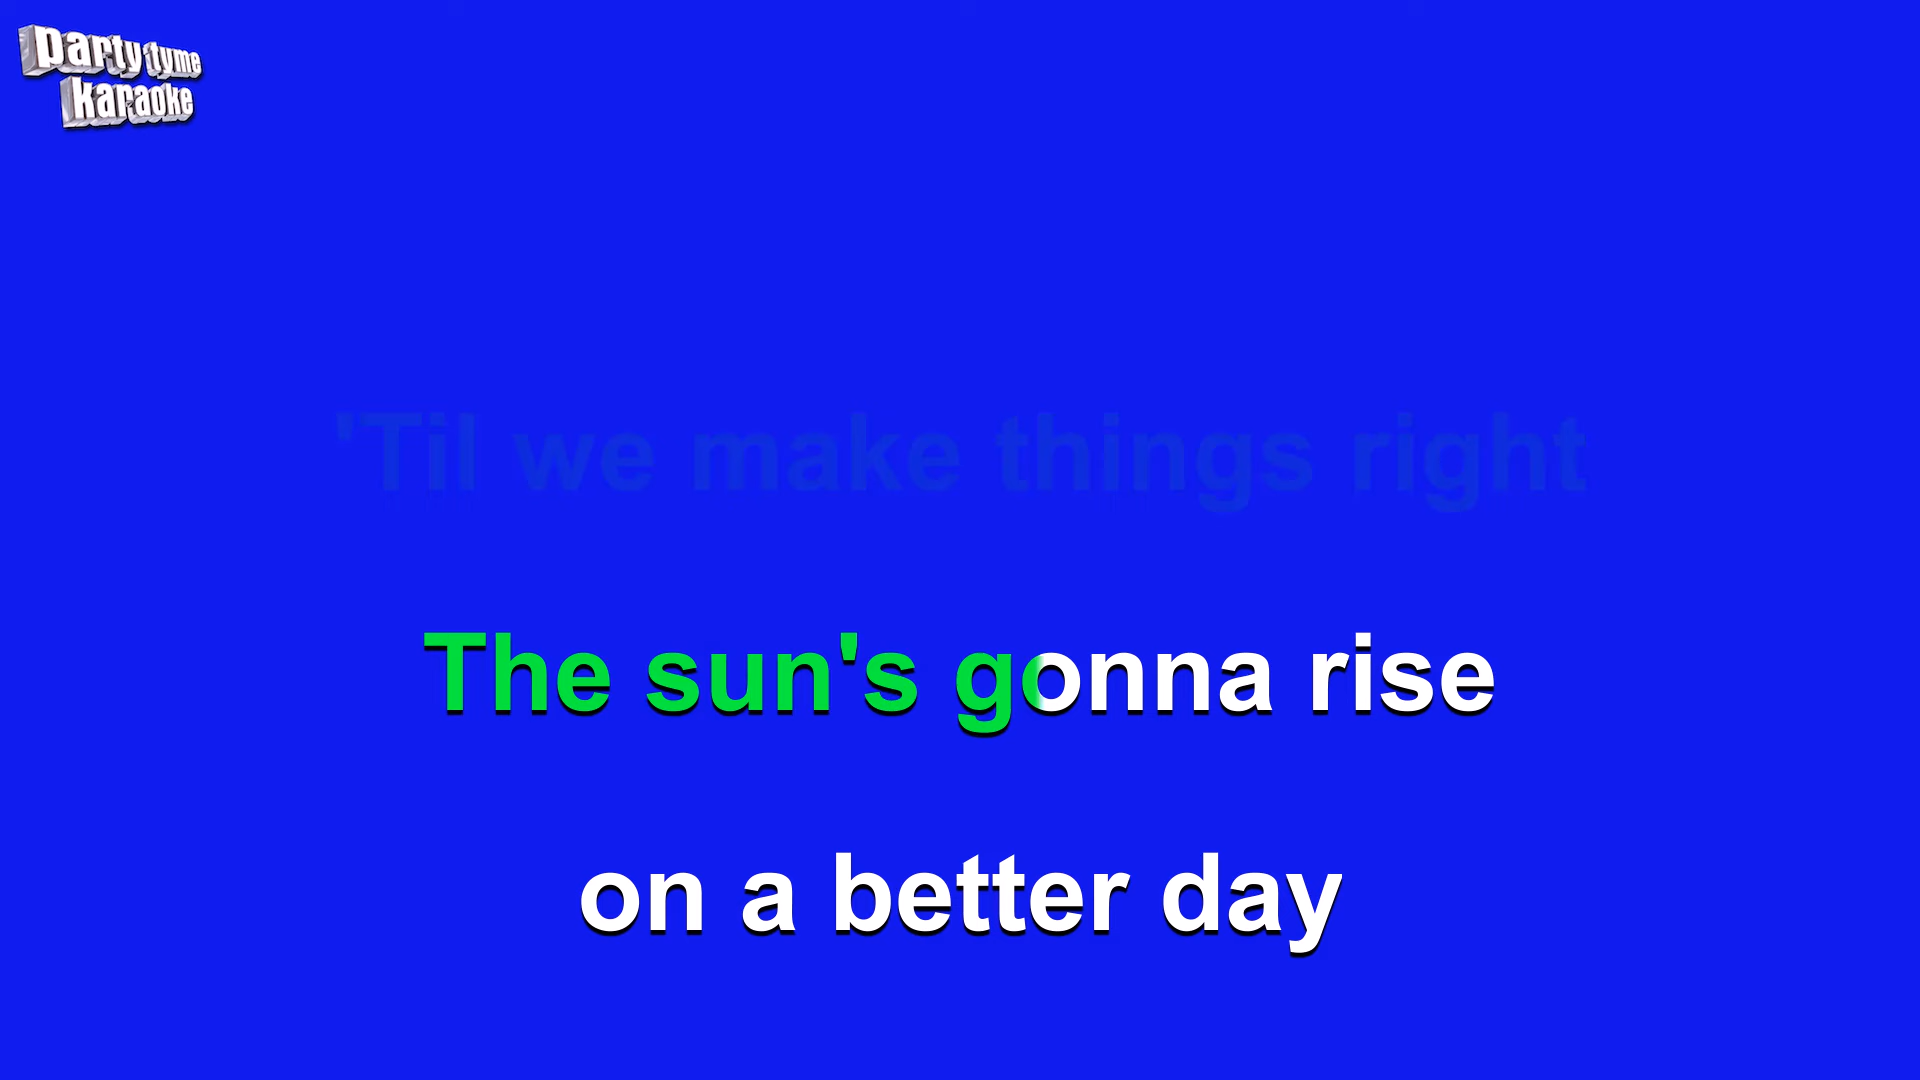 party tyme
karaoke
'Til we make things right
The sun's gonna rise
on a better day